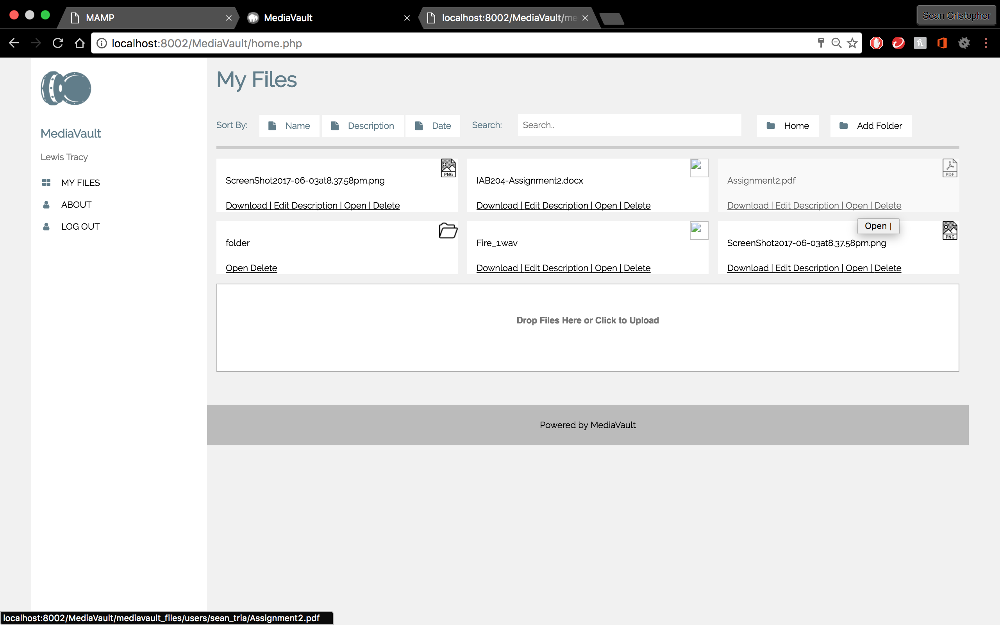 MAMP
MediaVault
localhost:8002/MediaVault/me
Sean Cristopher
localhost:8002/MediaVault/home.php
MediaVault
Lewis Tracy
MY FILES
ABOUT
LOG OUT
My Files
Sort By: Name Description Date Search: Search.. Home Add Folder
ScreenShot2017-06-03at8.37.58pm.png
PNG
Download | Edit Description | Open | Delete
IAB204-Assignment2.docx
Download | Edit Description | Open | Delete
Assignment2.pdf
PDF
Download | Edit Description | Open | Delete
Open |
folder
Open Delete
Fire_1.wav
Download | Edit Description | Open | Delete
ScreenShot2017-06-03at8.37.58pm.png
PNG
Download | Edit Description | Open | Delete
Drop Files Here or Click to Upload
Powered by MediaVault
localhost:8002/MediaVault/mediavault_files/users/sean_tria/Assignment2.pdf